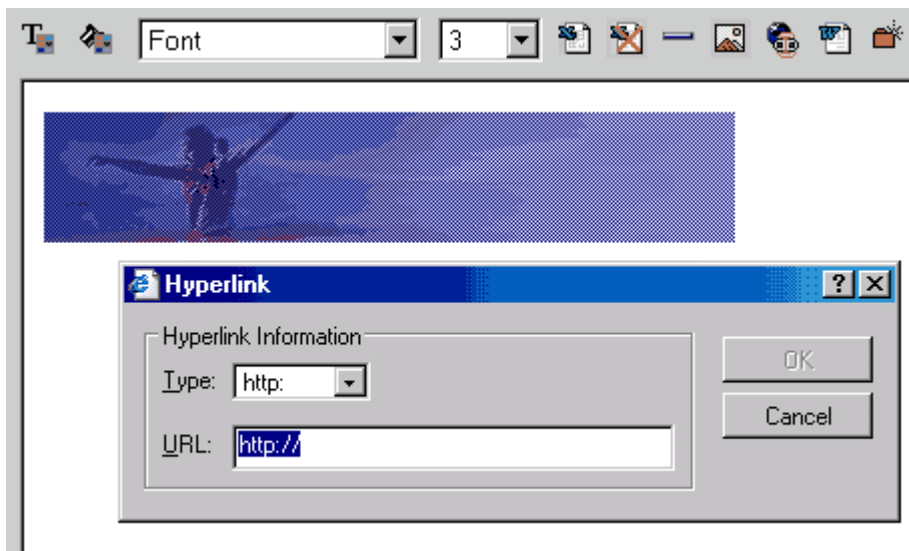 Font 3
Hyperlink
Hyperlink Information
Type: http:
OK
URL: http://
Cancel